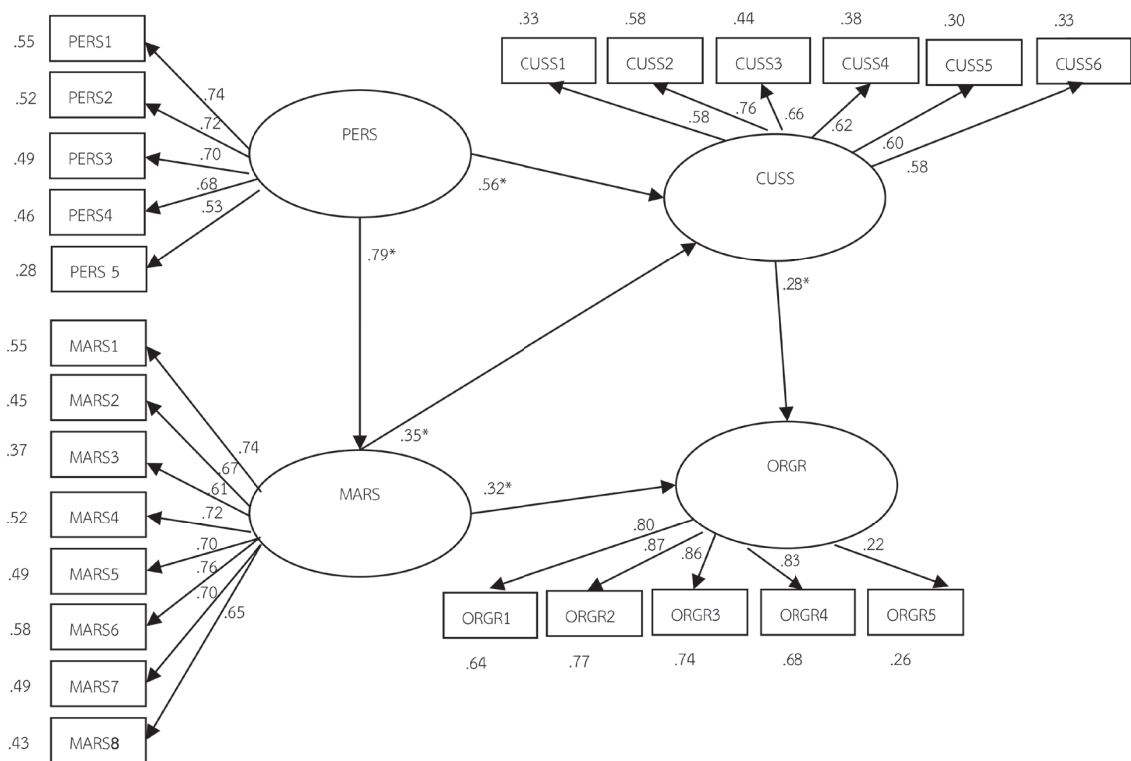 .55 PERS1
.52 PERS2
.49 PERS3
.46 PERS4
.28 PERS 5
.74
.72
.70
.68
.53
PERS
.56*
.79*
.33 .58 .44 .38 .30 .33
CUSS1 CUSS2 CUSS3 CUSS4 CUSS5 CUSS6
.58 .76 .66 .62 .60 .58
CUSS
.28*
.55 MARS1
.45 MARS2
.37 MARS3
.52 MARS4
.49 MARS5
.58 MARS6
.49 MARS7
.43 MARS8
.74
.67
.61
.72
.70
.76
.70
.65
MARS
.35*
.32*
ORGR
.80 .87 .86 .83 .22
ORGR1 ORGR2 ORGR3 ORGR4 ORGR5
.64 .77 .74 .68 .26